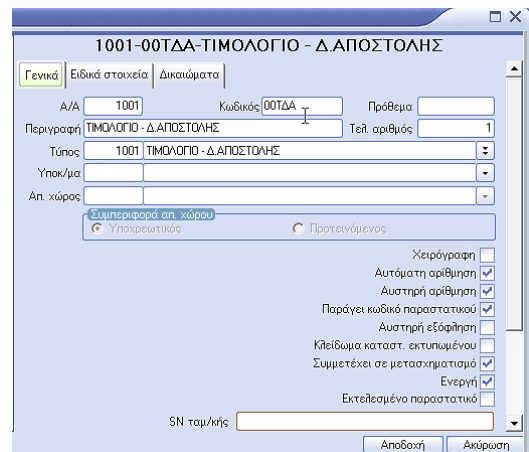 1001-00ΤΔΑ-ΤΙΜΟΛΟΓΙΟ - Δ.ΑΠΟΣΤΟΛΗΣ
Γενικά Ειδικά στοιχεία Δικαιώματα
Α/Α 1001 Κωδικός 00ΤΔΑ Πρόθεμα
Περιγραφή ΤΙΜΟΛΟΓΙΟ - Δ.ΑΠΟΣΤΟΛΗΣ Τελ. αριθμός 1
Τύπος 1001 ΤΙΜΟΛΟΓΙΟ - Δ.ΑΠΟΣΤΟΛΗΣ
Υποκ/μα
Απ. χώρος
Συμπεριφορά απ. χώρου
Υποχρεωτικός Προτεινόμενος
Χειρόγραφη
Αυτόματη αρίθμηση
Αυστηρή αρίθμηση
Παράγει κωδικό παραστατικού
Αυστηρή εξόφληση
Κλείδωμα καταστ. εκτυπωμένου
Συμμετέχει σε μετασχηματισμό
Ενεργή
Εκτελεσμένο παραστατικό
SN ταμ/κής
Αποδοχή Ακύρωση